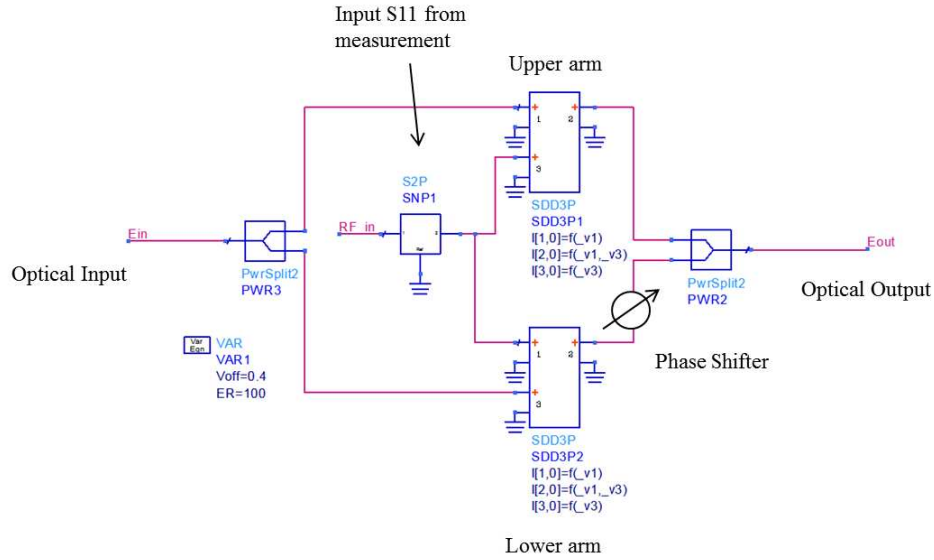 Input S11 from
measurement
Upper arm
1
2
3
SDD3P
SDD3P1
I[1,0]=f(_v1)
I[2,0]=f(_v1,_v3)
I[3,0]=f(_v3)
S2P
SNP1
1
2
Ref
RF_in
Ein
Optical Input
PwrSplit2
PWR3
Var
Eqn
VAR
VAR1
Voff=0.4
ER=100
Eout
Optical Output
PwrSplit2
PWR2
Phase Shifter
1
2
3
SDD3P
SDD3P2
I[1,0]=f(_v1)
I[2,0]=f(_v1,_v3)
I[3,0]=f(_v3)
Lower arm